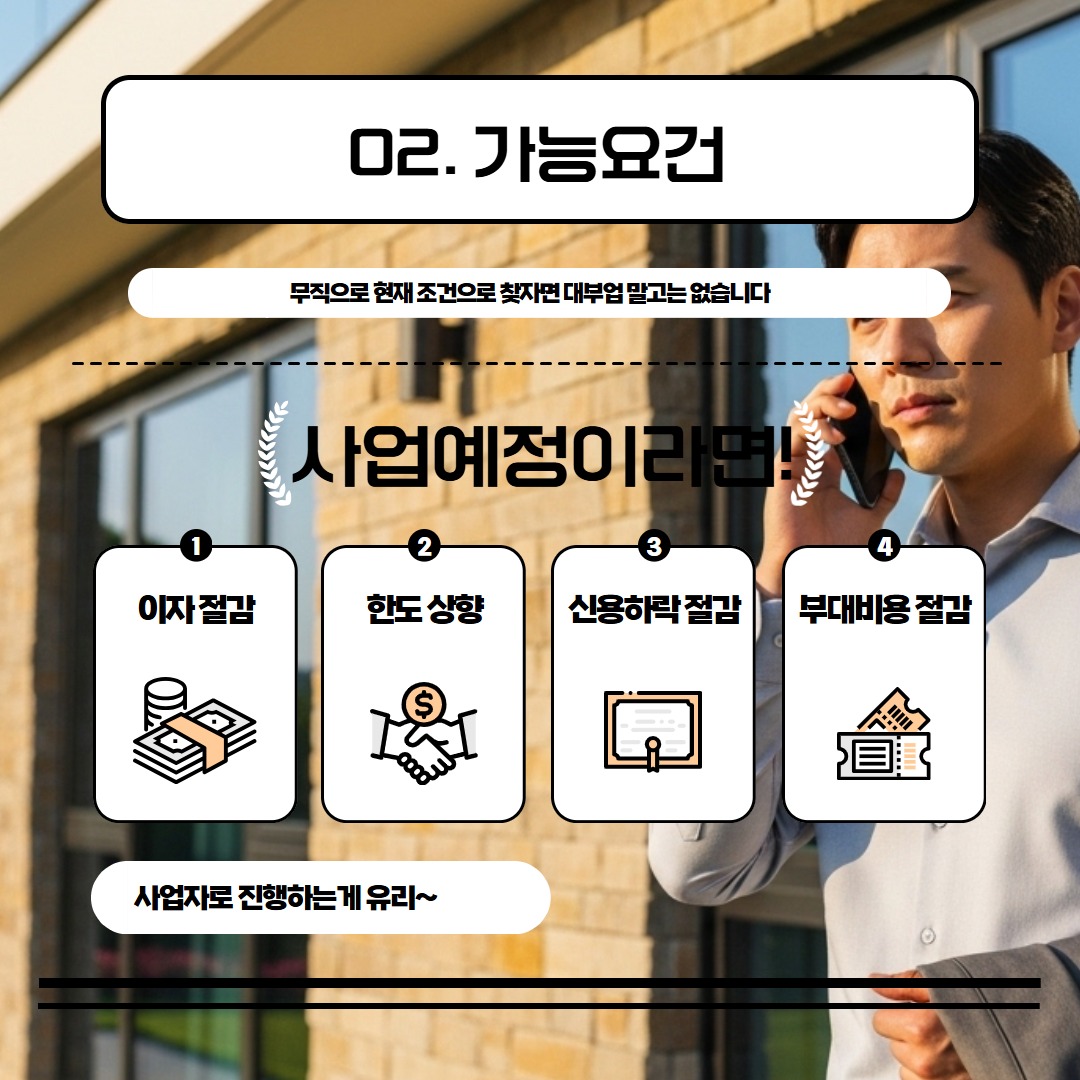 02. 가능요건
무직으로 현재 조건으로 찾자면 대부업 말고는 없습니다
사업예정이라면!
1
이자 절감
2
한도 상향
3
신용하락 절감
4
부대비용 절감
$
사업자로 진행하는게 유리~